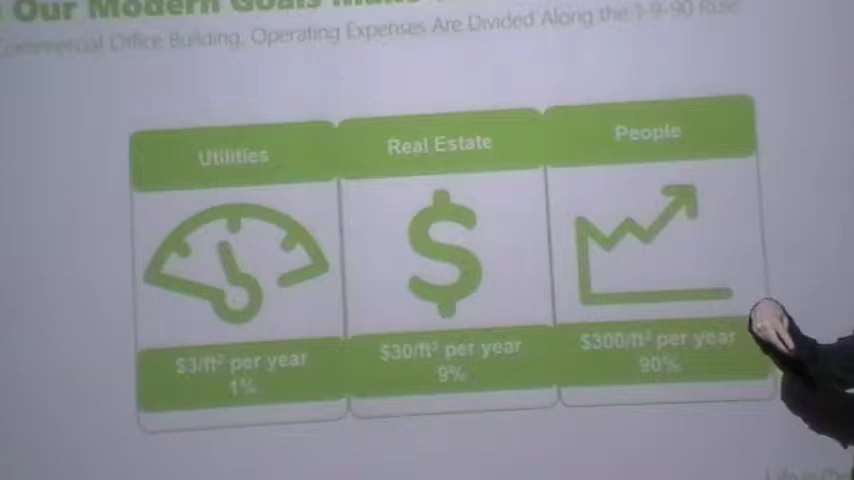 Our Modern Goals Make
Commercial Office Building, Operating Expenses Are Divided Along the 1-9-90 Rule
Utilities
Real Estate
People
$3/ft² per year
1%
$30/ft² per year
9%
$300/ft² per year
90%